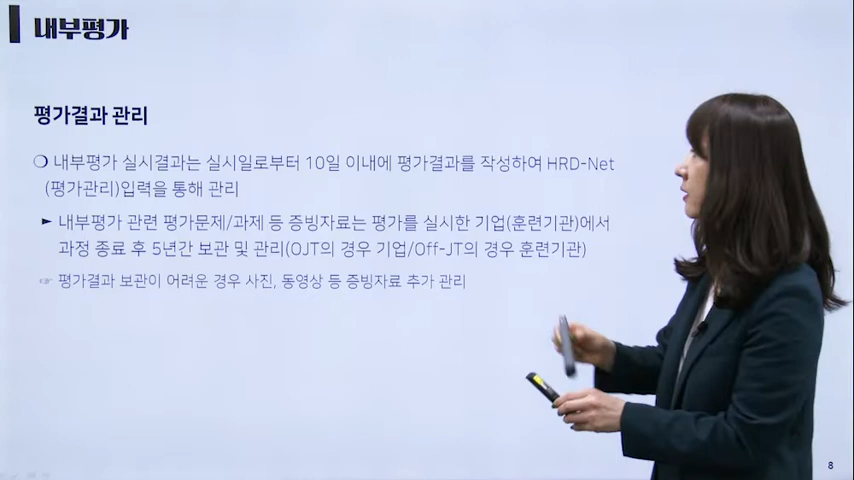 내부평가
평가결과 관리
❍ 내부평가 실시결과는 실시일로부터 10일 이내에 평가결과를 작성하여 HRD-Net
(평가관리)입력을 통해 관리
► 내부평가 관련 평가문제/과제 등 증빙자료는 평가를 실시한 기업(훈련기관)에서
과정 종료 후 5년간 보관 및 관리(OJT의 경우 기업/Off-JT의 경우 훈련기관)
☞ 평가결과 보관이 어려운 경우 사진, 동영상 등 증빙자료 추가 관리
8